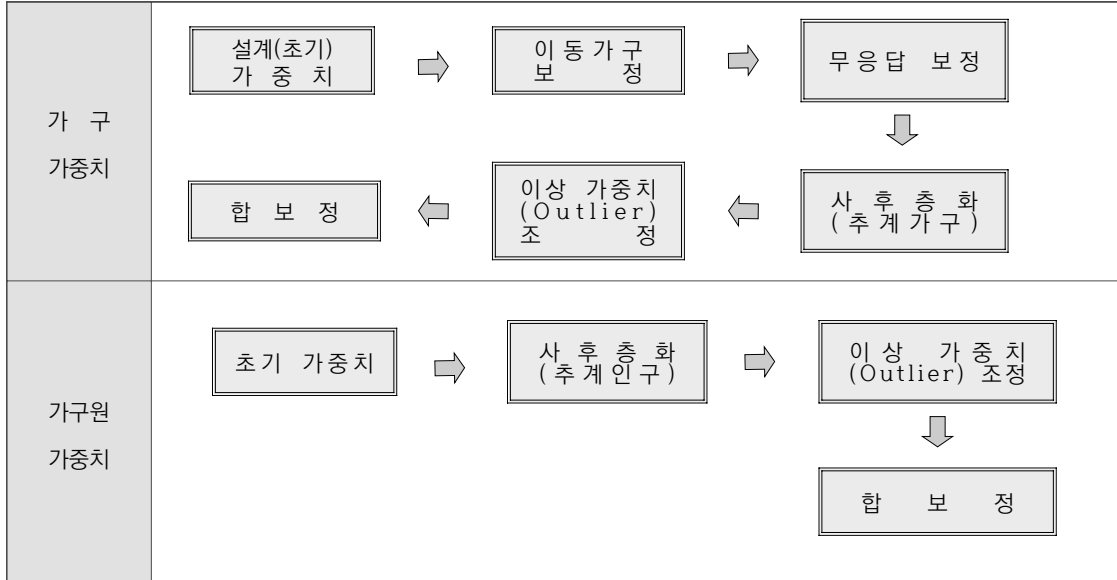 가 구
가중치
설계(초기)
가 중 치
이 동 가 구
보 정
무 응 답 보 정
사 후 층 화
( 추 계 가 구 )
이상 가중치
(Outlier)
조 정
합 보 정
가구원
가중치
초 기 가 중 치
사 후 층 화
( 추 계 인 구 )
이 상 가 중 치
(Outlier) 조정
합 보 정